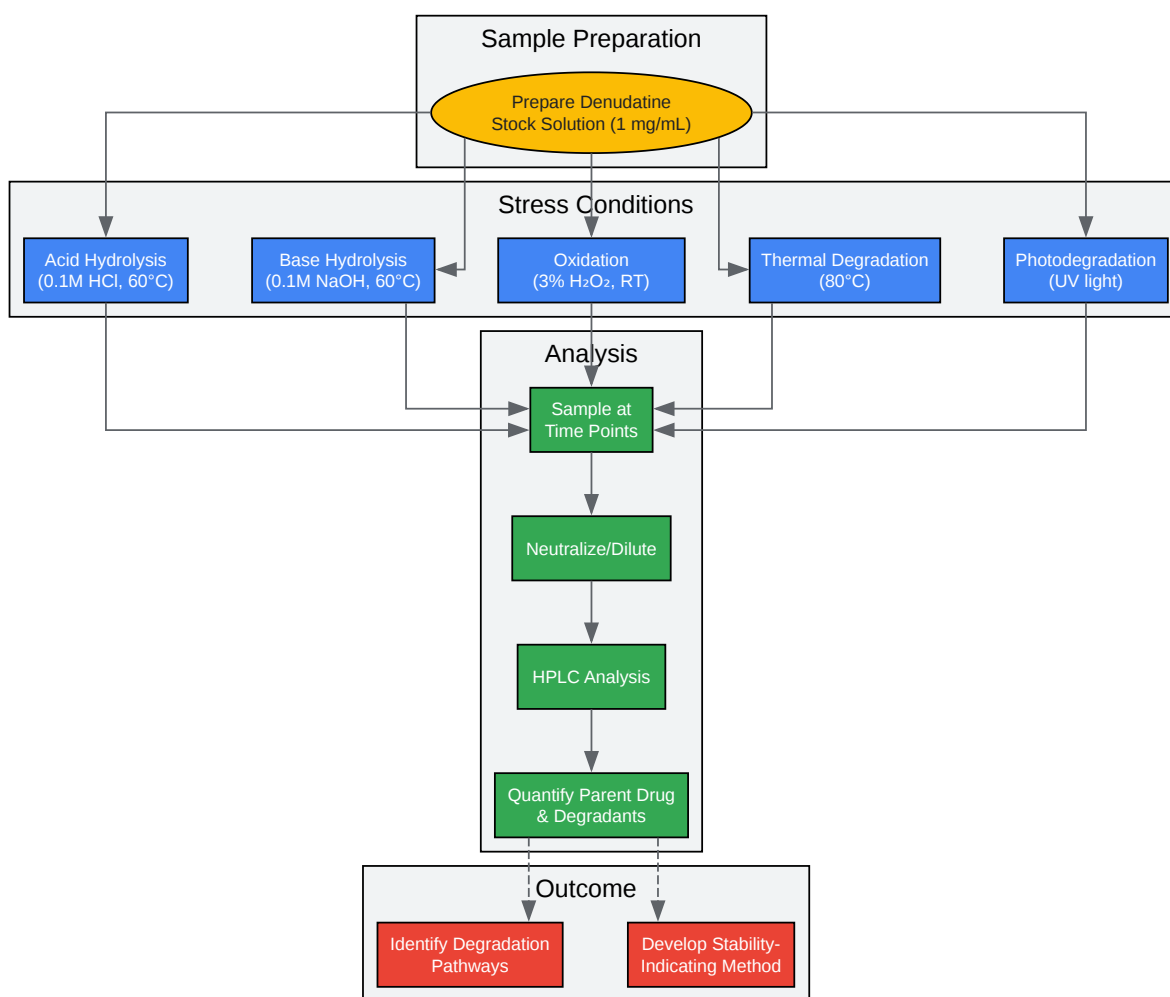 Sample Preparation
Prepare Denudatine
Stock Solution (1 mg/mL)
Stress Conditions
Acid Hydrolysis
(0.1M HCl, 60°C)
Base Hydrolysis
(0.1M NaOH, 60°C)
Oxidation
(3% H₂O₂, RT)
Thermal Degradation
(80°C)
Photodegradation
(UV light)
Analysis
Sample at
Time Points
Neutralize/Dilute
HPLC Analysis
Quantify Parent Drug
& Degradants
Outcome
Identify Degradation
Pathways
Develop Stability-
Indicating Method